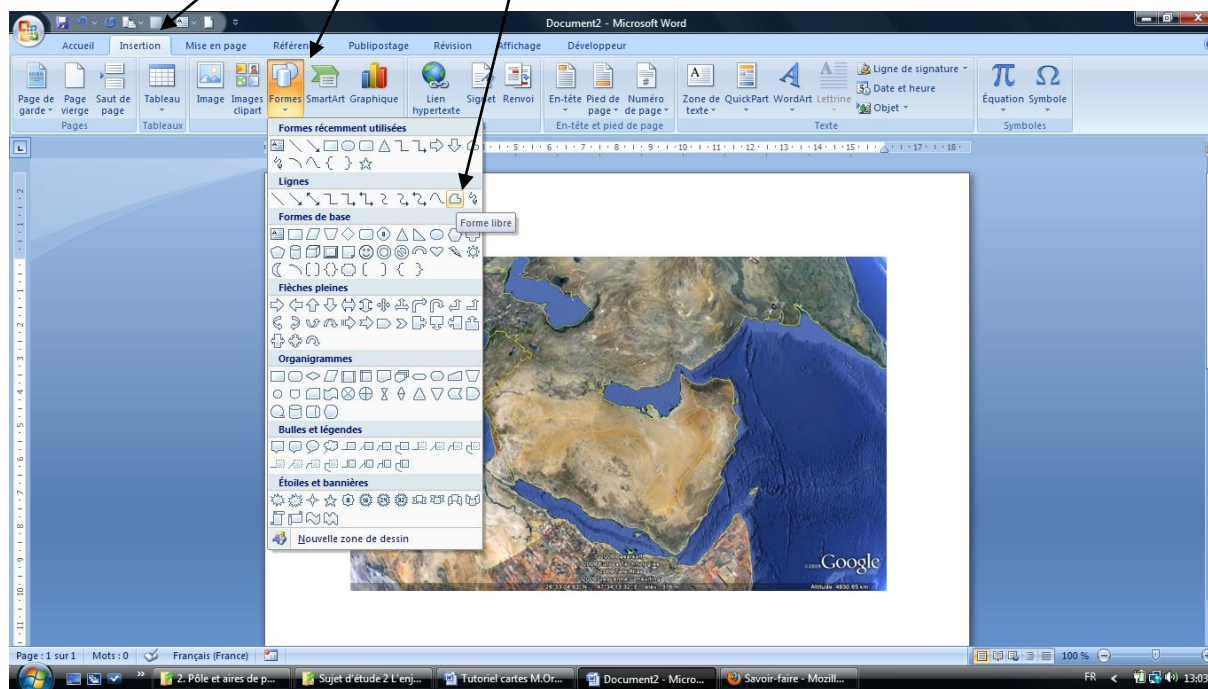 Document2 - Microsoft Word
Accueil Insertion Mise en page Publipostage Révision Affichage Développeur
Page de garde Page vierge Saut de page Tableau Image Images clipart Formes SmartArt Graphique Lien hypertexte Signet Renvoi En-tête Pied de page Numéro de page Zone de texte QuickPart WordArt Lettrine Ligne de signature Date et heure Objet Équation Symbole
Pages Tableaux En-tête et pied de page Texte Symboles
Formes récemment utilisées
Lignes
Forme libre
Formes de base
Flèches pleines
Organigrammes
Bulles et légendes
Étoiles et bannières
Nouvelle zone de dessin
©2009 Google
Page : 1 sur 1 Mots : 0 Français (France) 100 %
2. Pôle et aires de p... Sujet d'étude 2 L'enj... Tutoriel cartes M.Or... Document2 - Micro... Savoir-faire - Mozill... FR 13:03